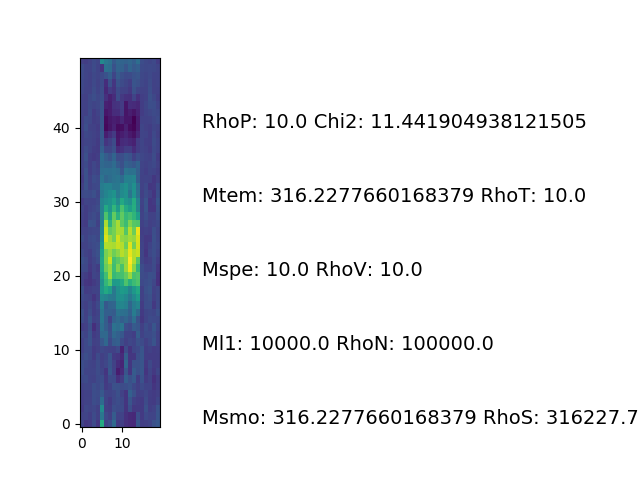 RhoP: 10.0 Chi2: 11.441904938121505
40
Mtem: 316.2277660168379 RhoT: 10.0
30
Mspe: 10.0 RhoV: 10.0
20
Ml1: 10000.0 RhoN: 100000.0
10
Msmo: 316.2277660168379 RhoS: 316227.7
0
0 10